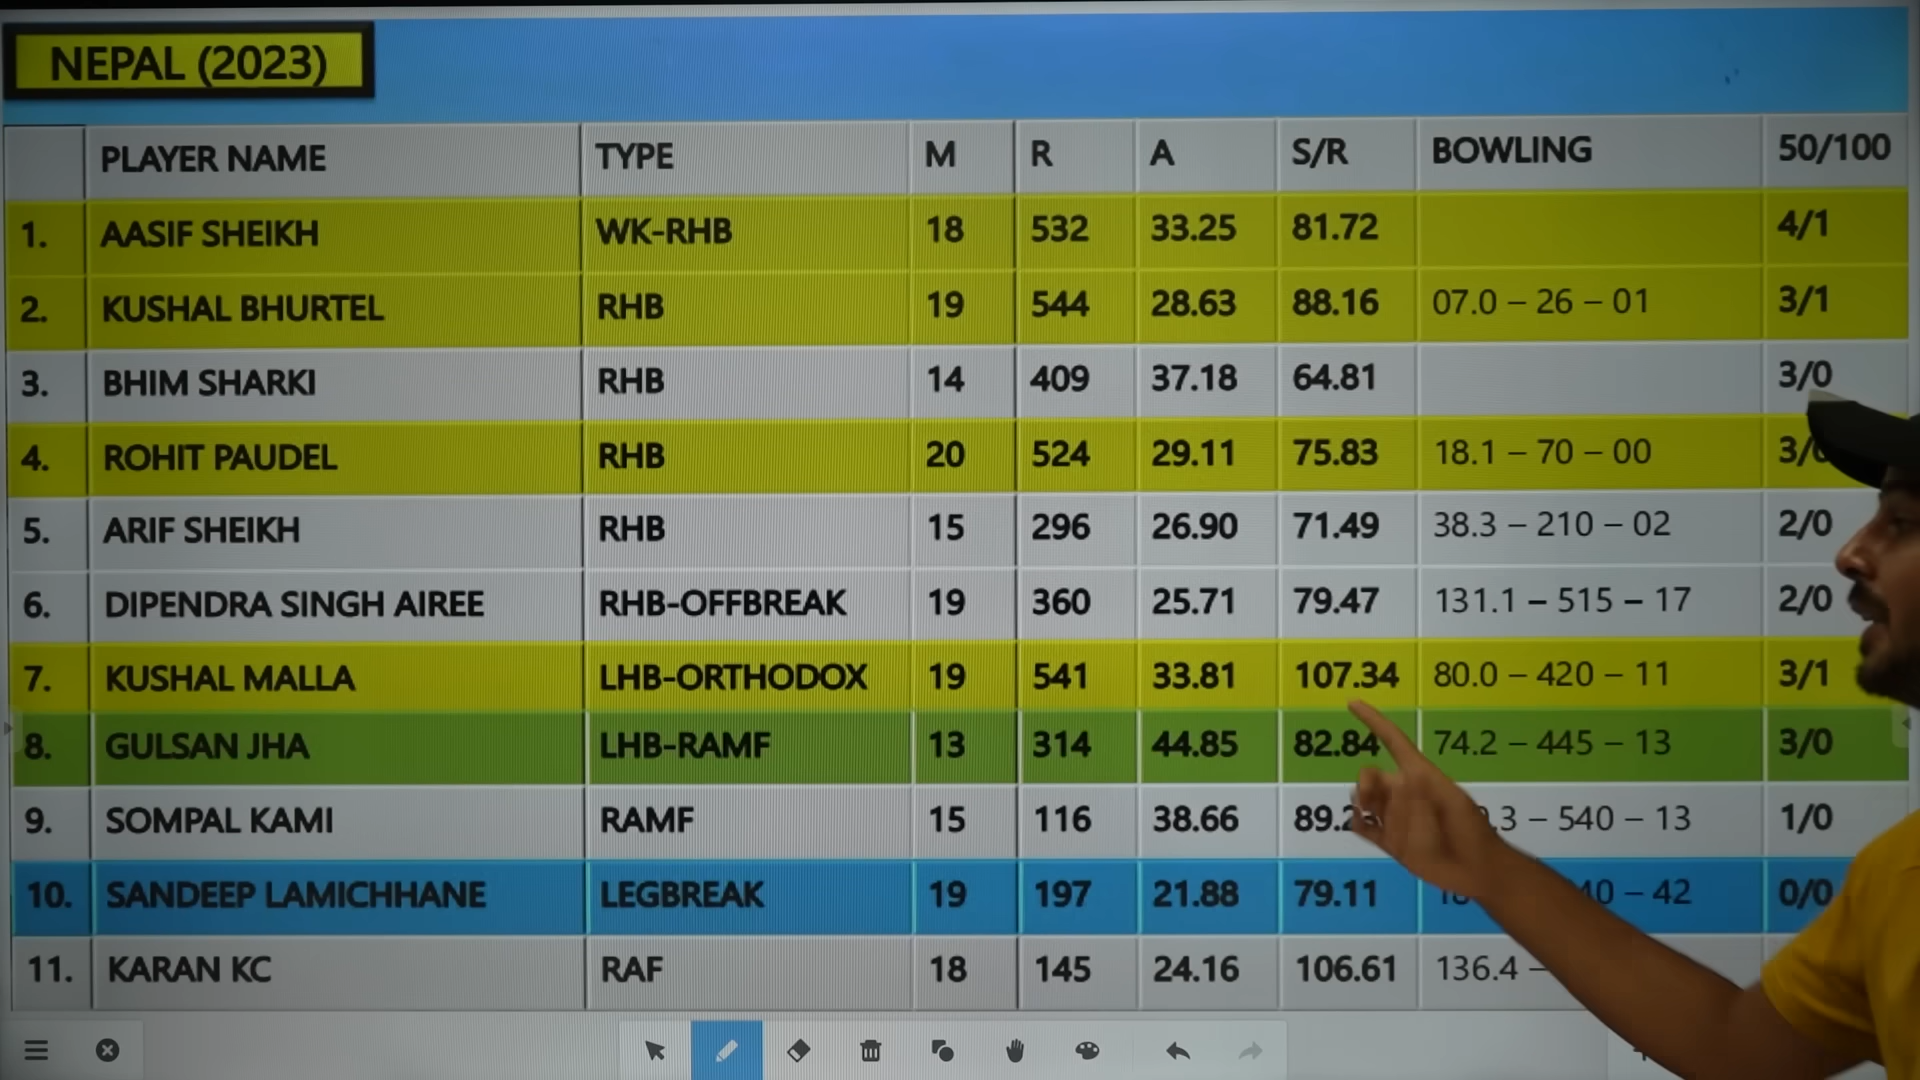 NEPAL (2023)
PLAYER NAME TYPE M R A S/R BOWLING 50/100
1. AASIF SHEIKH WK-RHB 18 532 33.25 81.72 4/1
2. KUSHAL BHURTEL RHB 19 544 28.63 88.16 07.0 – 26 – 01 3/1
3. BHIM SHARKI RHB 14 409 37.18 64.81 3/0
4. ROHIT PAUDEL RHB 20 524 29.11 75.83 18.1 – 70 – 00
5. ARIF SHEIKH RHB 15 296 26.90 71.49 38.3 – 210 – 02 2/0
6. DIPENDRA SINGH AIREE RHB-OFFBREAK 19 360 25.71 79.47 131.1 – 515 – 17 2/0
7. KUSHAL MALLA LHB-ORTHODOX 19 541 33.81 107.34 80.0 – 420 – 11 3/1
8. GULSAN JHA LHB-RAMF 13 314 44.85 82.84 74.2 – 445 – 13 3/0
9. SOMPAL KAMI RAMF 15 116 38.66 – 540 – 13 1/0
10. SANDEEP LAMICHHANE LEGBREAK 19 197 21.88 79.11 – 42 0/0
11. KARAN KC RAF 18 145 24.16 106.61 136.4 –